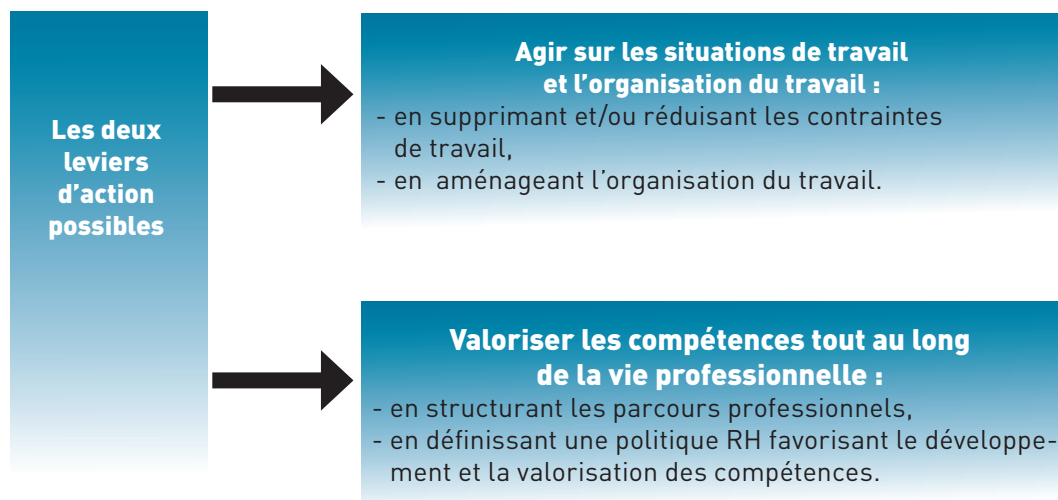 Les deux
leviers
d’action
possibles
Agir sur les situations de travail
et l’organisation du travail :
- en supprimant et/ou réduisant les contraintes
de travail,
- en aménageant l’organisation du travail.
Valoriser les compétences tout au long
de la vie professionnelle :
- en structurant les parcours professionnels,
- en définissant une politique RH favorisant le développe-
ment et la valorisation des compétences.